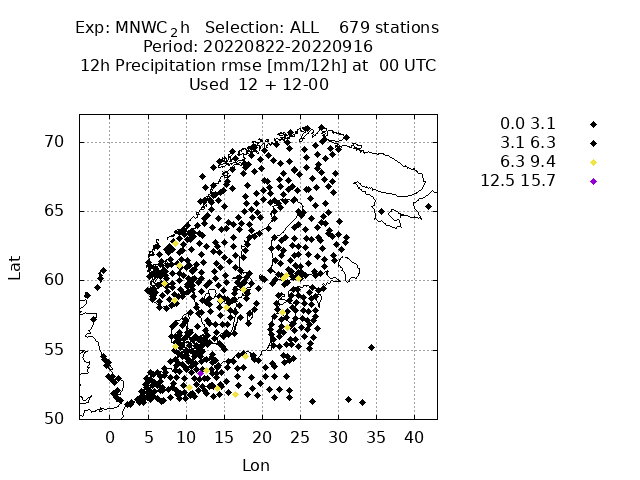 Exp: MNWC_2h Selection: ALL 679 stations
Period: 20220822-20220916
12h Precipitation rmse [mm/12h] at 00 UTC
Used 12 + 12-00
0.0 3.1
3.1 6.3
6.3 9.4
12.5 15.7
70
65
60
55
50
Lat
0 5 10 15 20 25 30 35 40
Lon